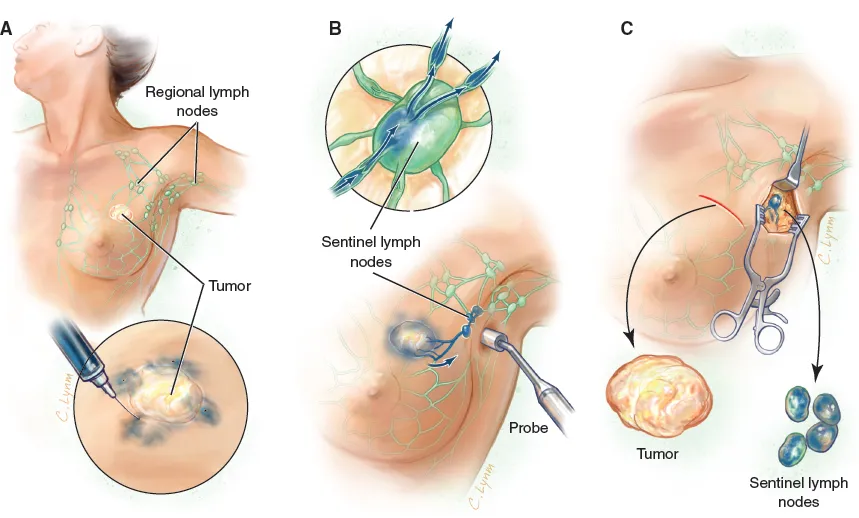 A
Regional lymph
nodes
Tumor
C. Lynm
B
Sentinel lymph
nodes
Probe
C. Lynm
C
C. Lynm
Tumor
Sentinel lymph
nodes